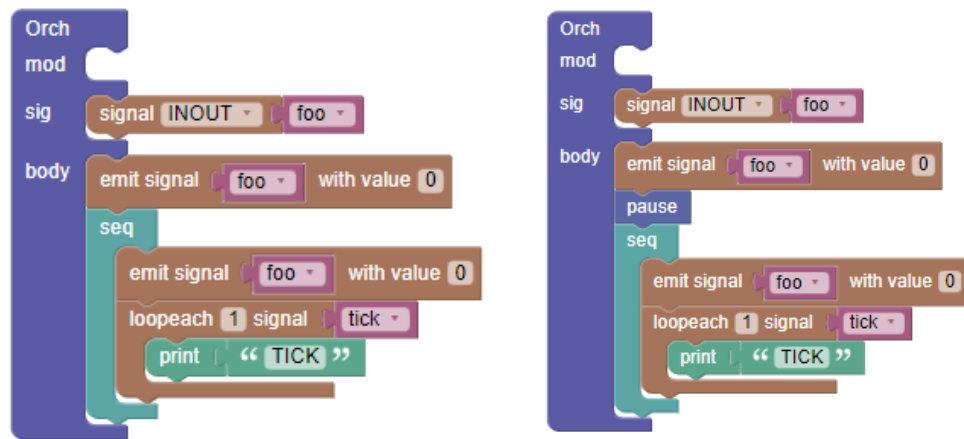 Orch
mod
sig signal INOUT foo
body emit signal foo with value 0
seq
emit signal foo with value 0
loopeach 1 signal tick
print “ TICK ”
Orch
mod
sig signal INOUT foo
body emit signal foo with value 0
pause
seq
emit signal foo with value 0
loopeach 1 signal tick
print “ TICK ”